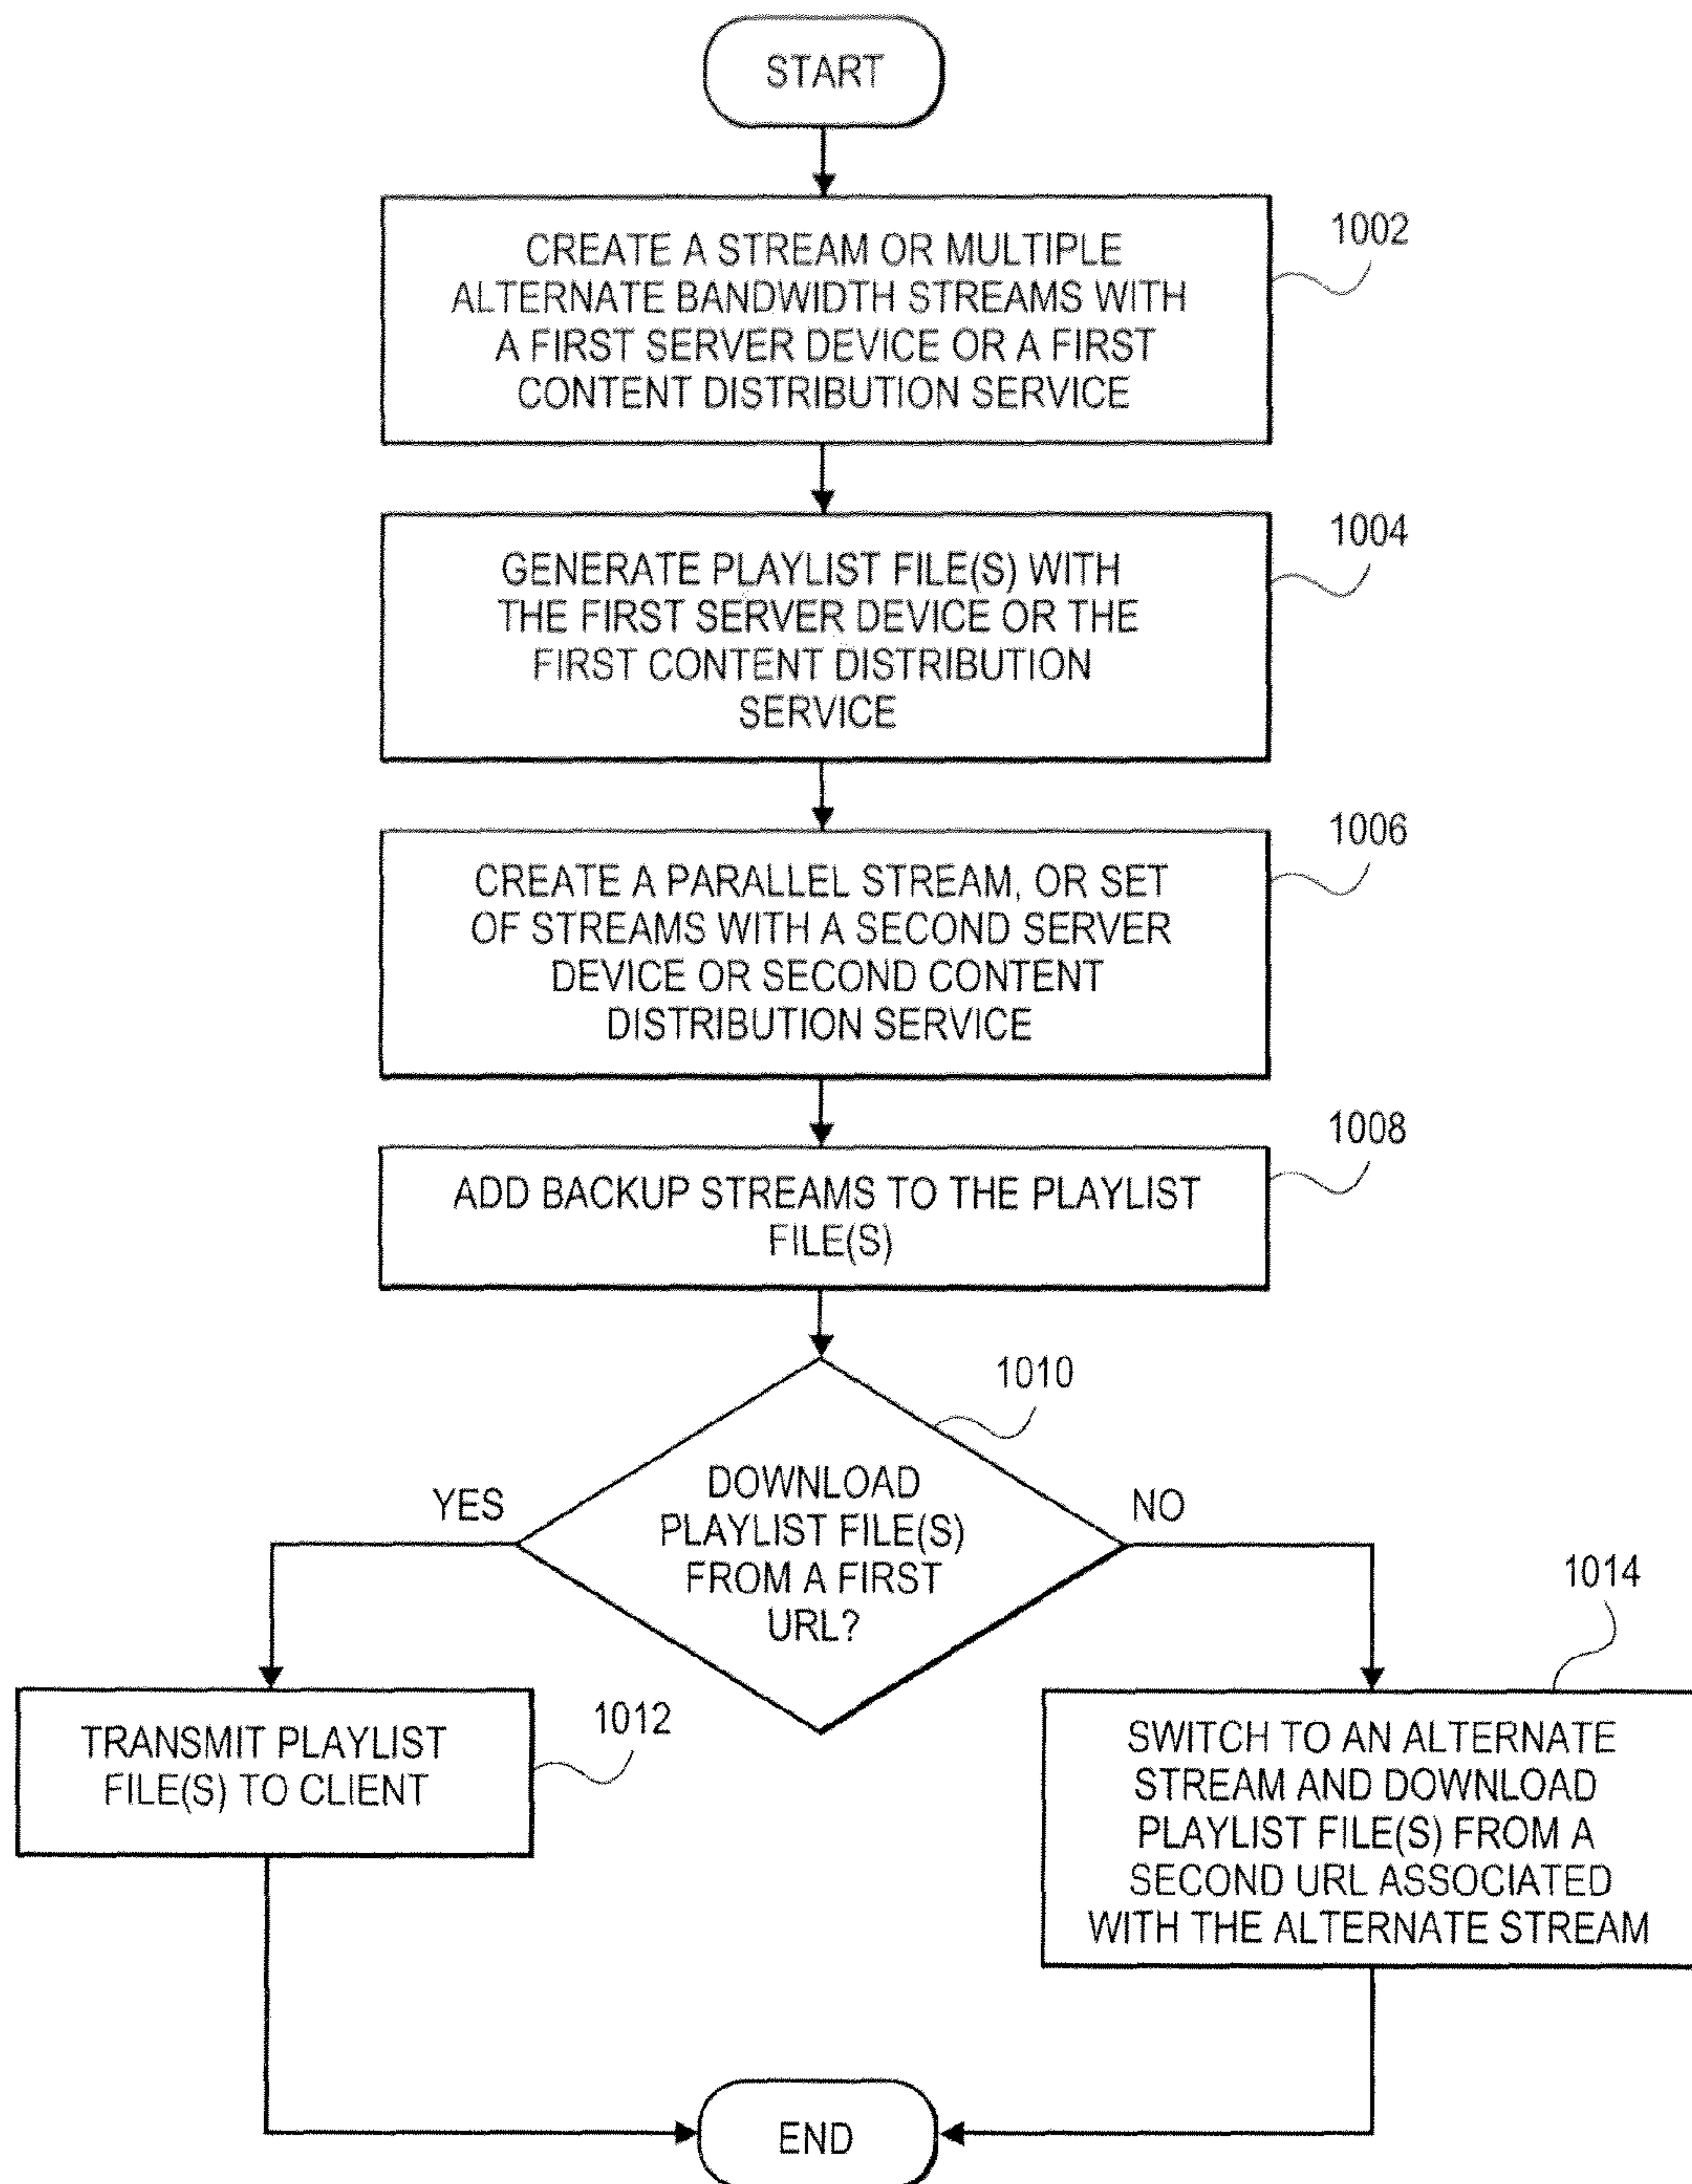 START
CREATE A STREAM OR MULTIPLE
ALTERNATE BANDWIDTH STREAMS WITH
A FIRST SERVER DEVICE OR A FIRST
CONTENT DISTRIBUTION SERVICE
1002
GENERATE PLAYLIST FILE(S) WITH
THE FIRST SERVER DEVICE OR THE
FIRST CONTENT DISTRIBUTION
SERVICE
1004
CREATE A PARALLEL STREAM, OR SET
OF STREAMS WITH A SECOND SERVER
DEVICE OR SECOND CONTENT
DISTRIBUTION SERVICE
1006
ADD BACKUP STREAMS TO THE PLAYLIST
FILE(S)
1008
DOWNLOAD
PLAYLIST FILE(S)
FROM A FIRST
URL?
1010
YES
NO
TRANSMIT PLAYLIST
FILE(S) TO CLIENT
1012
SWITCH TO AN ALTERNATE
STREAM AND DOWNLOAD
PLAYLIST FILE(S) FROM A
SECOND URL ASSOCIATED
WITH THE ALTERNATE STREAM
1014
END